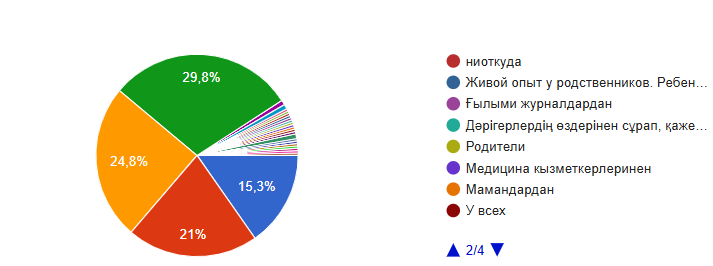 29,8%
24,8%
15,3%
21%
ниоткуда
Живой опыт у родственников. Ребен…
Ғылыми журналдардан
Дәрігерлердің өздерінен сұрап, қаже…
Родители
Медицина кызметкерлеринен
Мамандардан
У всех
2/4